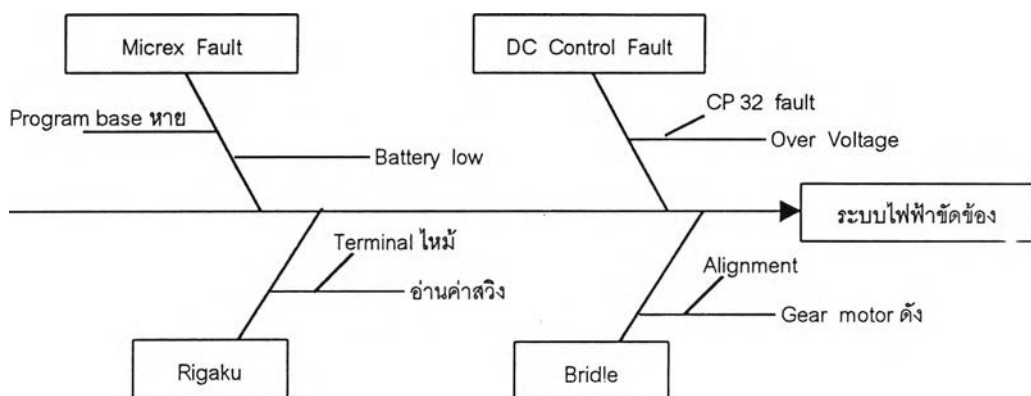 Micrex Fault
DC Control Fault
CP 32 fault
Program base หาย
Over Voltage
Battery low
ระบบไฟฟ้าขัดข้อง
Terminal ไหม้
Alignment
อ่านค่าสวิง
Gear motor ดัง
Rigaku
Bridle